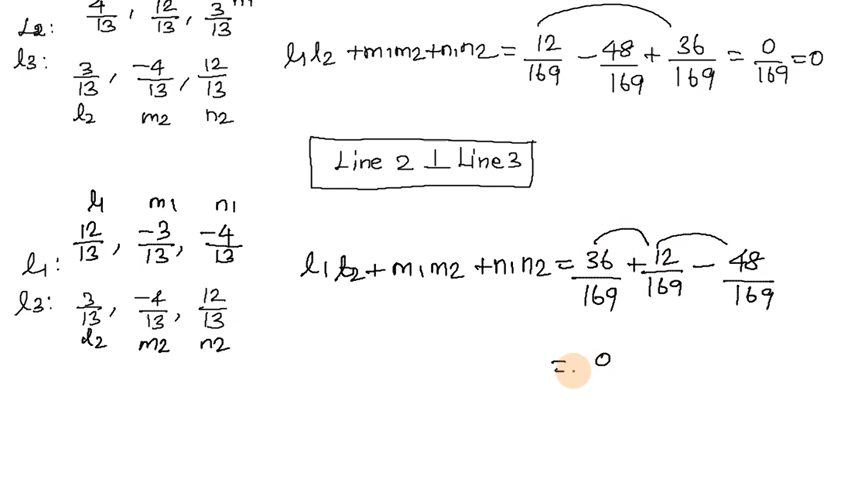 L2: 4/13, 12/13, 3/13
l3: 3/13, -4/13, 12/13
l2 m2 n2
l1l2 + m1m2 + n1n2 = 12/169 - 48/169 + 36/169 = 0/169 = 0
Line 2 ⊥ Line 3
l1 m1 n1
l1: 12/13, -3/13, -4/13
l3: 3/13, -4/13, 12/13
l2 m2 n2
l1l2 + m1m2 + n1n2 = 36/169 + 12/169 - 48/169
= 0